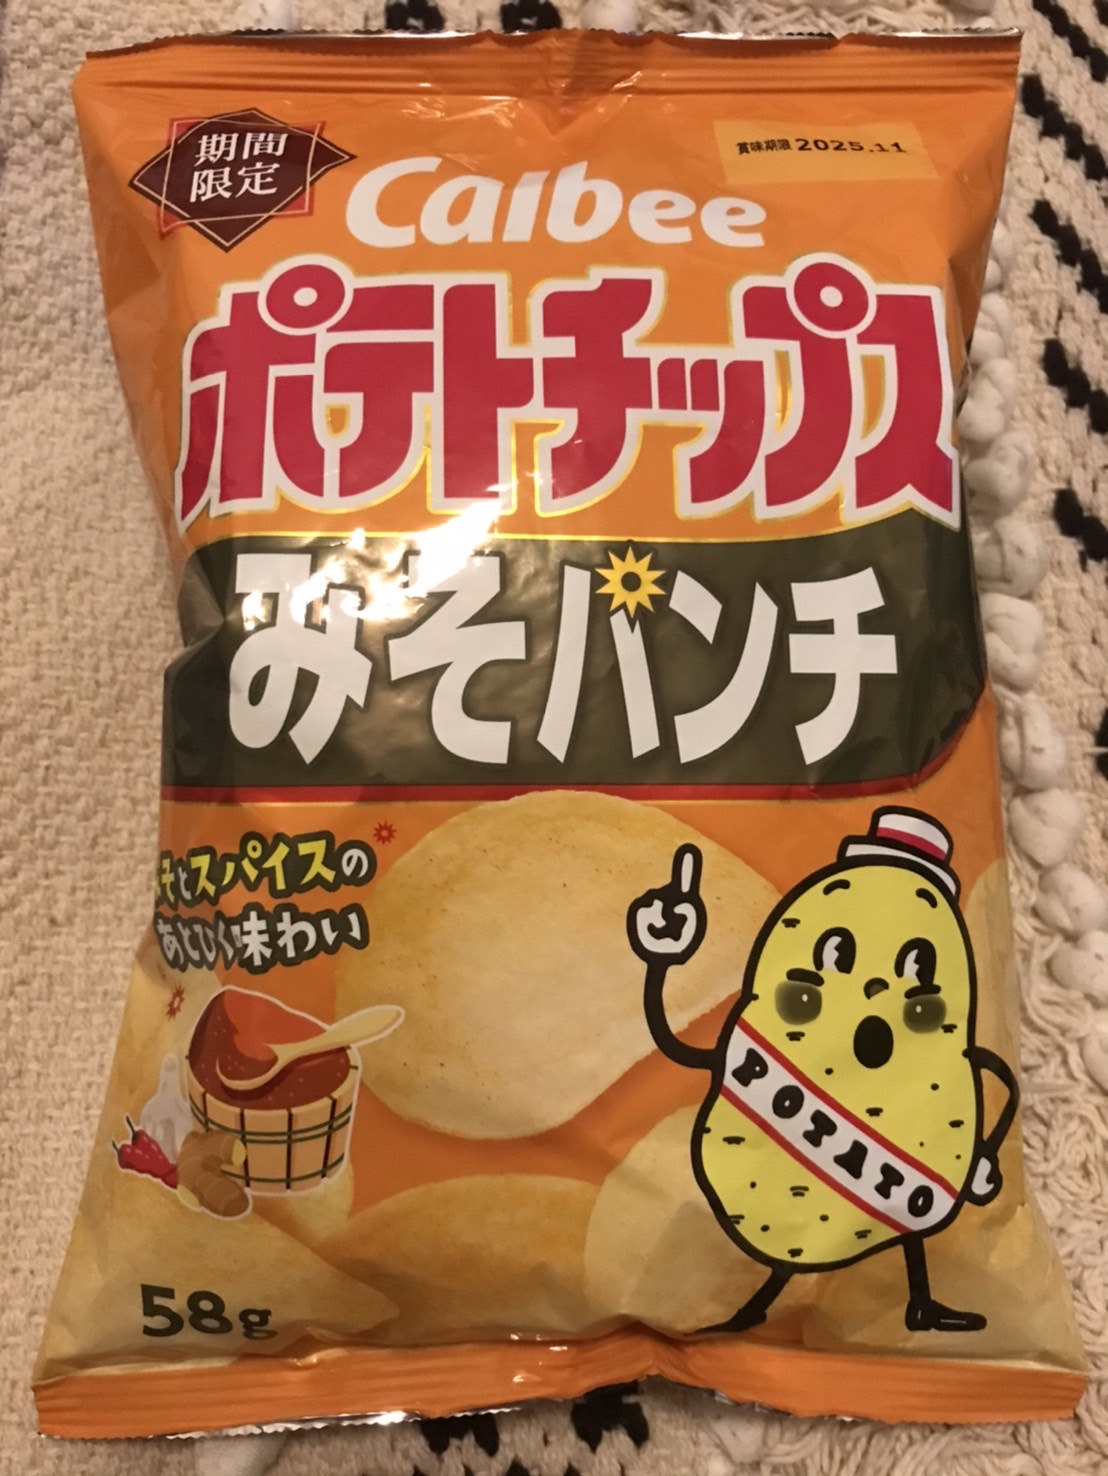 期間
限定
賞味期限 2025.11
Calbee
ポテトチップス
みそパンチ
みそとスパイスの
あとひく味わい
POTATO
58g